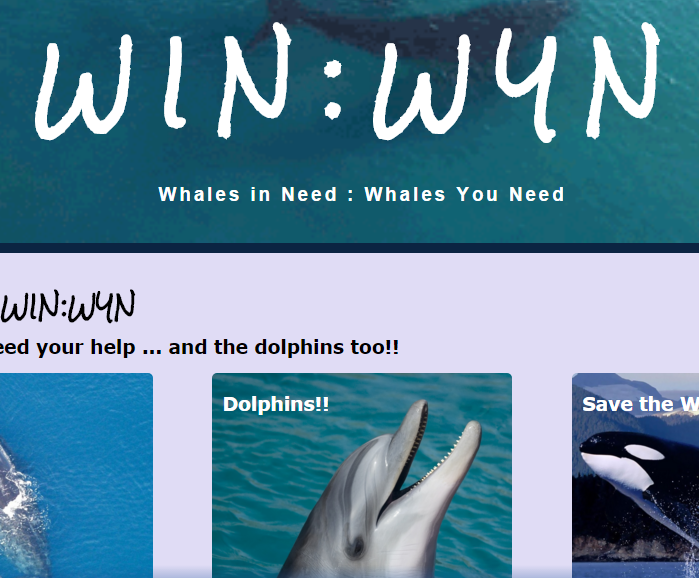 WIN:WYN
Whales in Need : Whales You Need
WIN:WYN
your help ... and the dolphins too!!
Dolphins!!
Save the